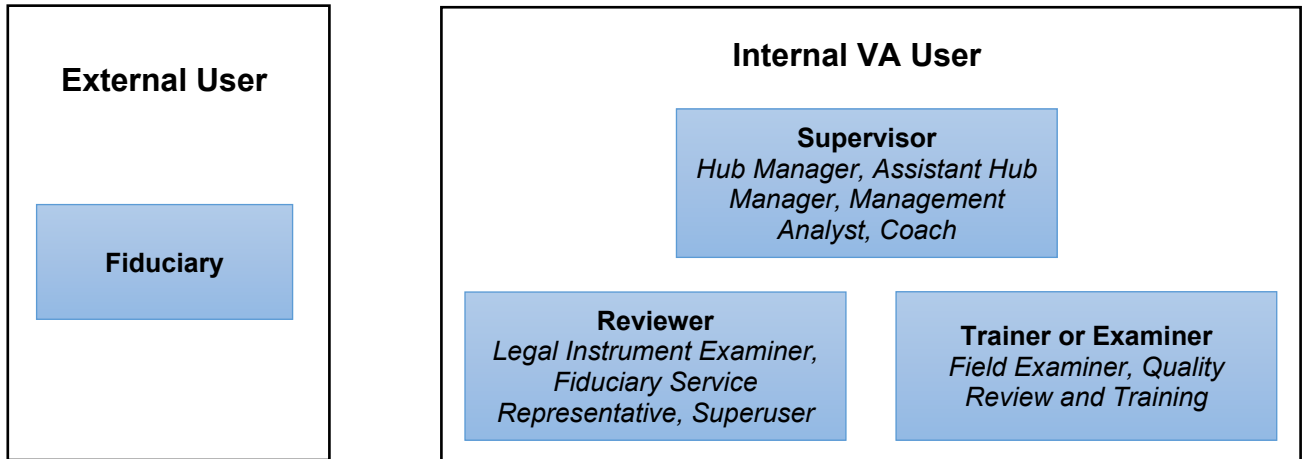 External User
Fiduciary
Internal VA User
Supervisor
Hub Manager, Assistant Hub
Manager, Management
Analyst, Coach
Reviewer
Legal Instrument Examiner,
Fiduciary Service
Representative, Superuser
Trainer or Examiner
Field Examiner, Quality
Review and Training